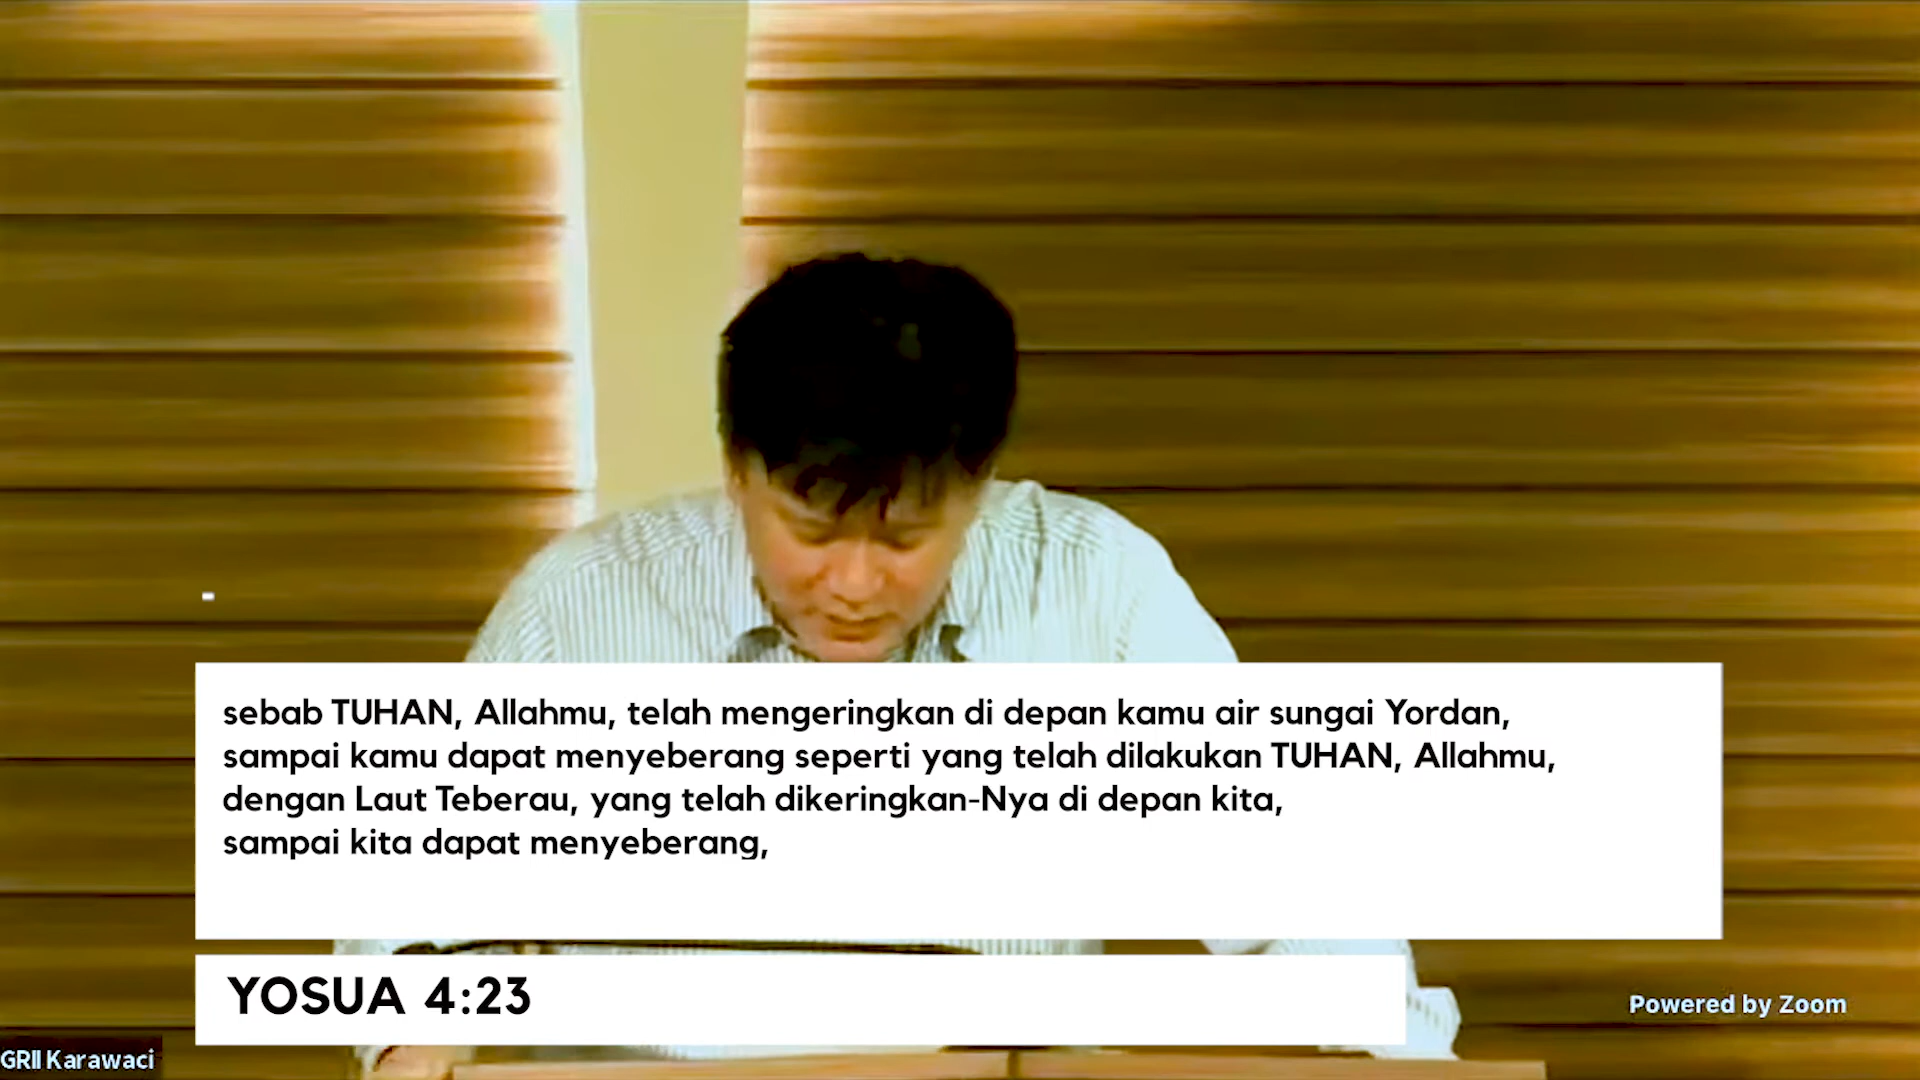 sebab TUHAN, Allahmu, telah mengeringkan di depan kamu air sungai Yordan,
sampai kamu dapat menyeberang seperti yang telah dilakukan TUHAN, Allahmu,
dengan Laut Teberau, yang telah dikeringkan-Nya di depan kita,
sampai kita dapat menyeberang,
YOSUA 4:23
Powered by Zoom
GRII Karawaci